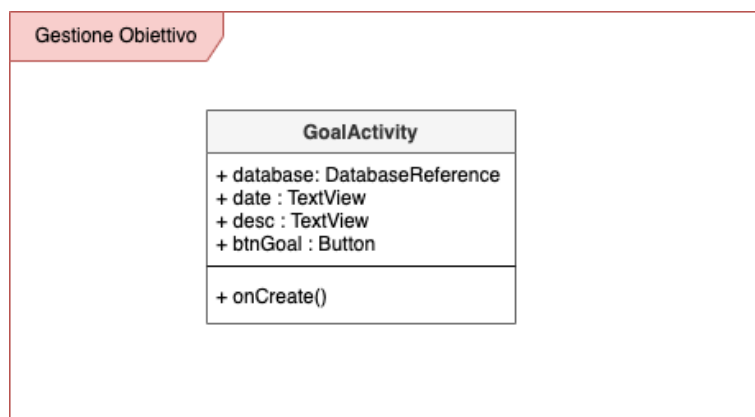 Gestione Obiettivo
GoalActivity
+ database: DatabaseReference
+ date : TextView
+ desc : TextView
+ btnGoal : Button
+ onCreate()